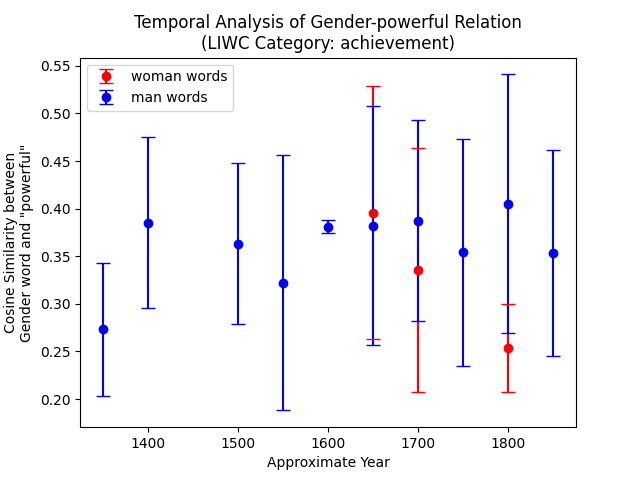 Temporal Analysis of Gender-powerful Relation
(LIWC Category: achievement)
woman words
man words
Cosine Similarity between
Gender word and "powerful"
0.55
0.50
0.45
0.40
0.35
0.30
0.25
0.20
1400 1500 1600 1700 1800
Approximate Year